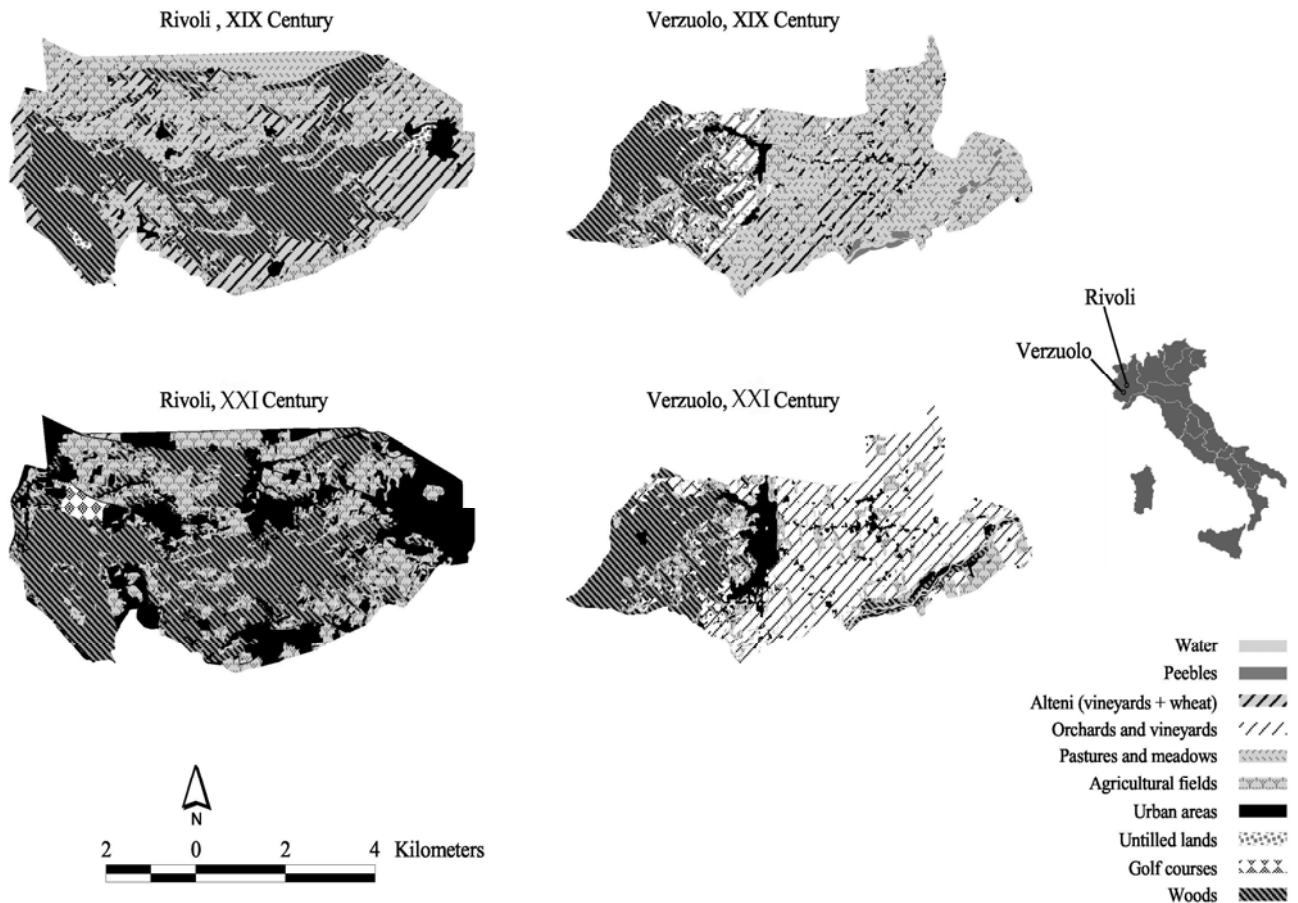 Rivoli , XIX Century
Verzuolo, XIX Century
Rivoli
Verzuolo
Rivoli, XXI Century
Verzuolo, XXI Century
Water
Peebles
Alteni (vineyards + wheat)
Orchards and vineyards
Pastures and meadows
Agricultural fields
Urban areas
Untilled lands
Golf courses
Woods
N
2 0 2 4 Kilometers